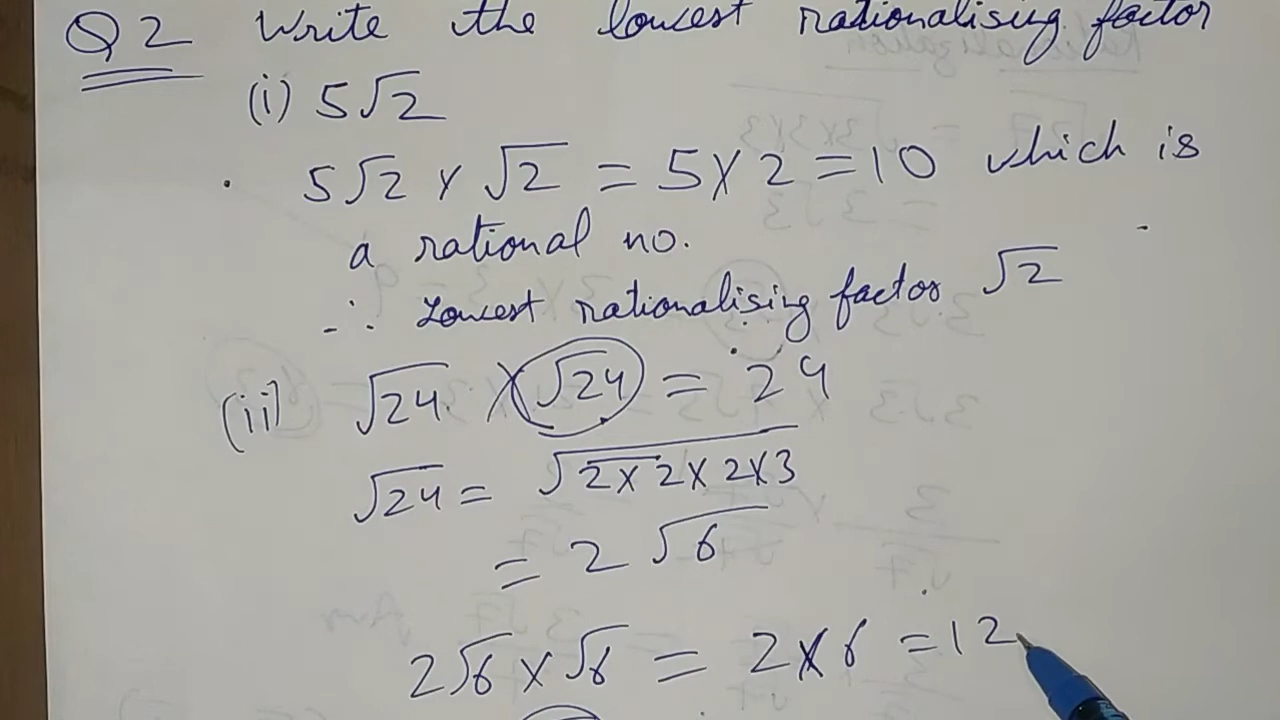 Q2 Write the lowest rationalising factor
(i) 5√2
5√2 × √2 = 5×2 = 10 which is
a rational no.
∴ Lowest rationalising factor √2
(ii) √24 × √24 = 24
√24 = √2×2×2×3
= 2√6
2√6 × √6 = 2×6 = 12